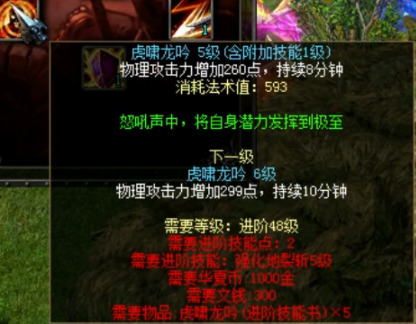 1
虎啸龙吟 5级(含附加技能1级)
物理攻击力增加260点，持续8分钟
消耗法术值：593
怒吼声中，将自身潜力发挥到极至
下一级
虎啸龙吟 6级
物理攻击力增加299点，持续10分钟
需要等级：进阶48级
需要进阶技能点：2
需要进阶技能：强化地裂斩5级
需要华夏币:1000金
需要文钱:300
需要物品:虎啸龙吟(进阶技能书)×5